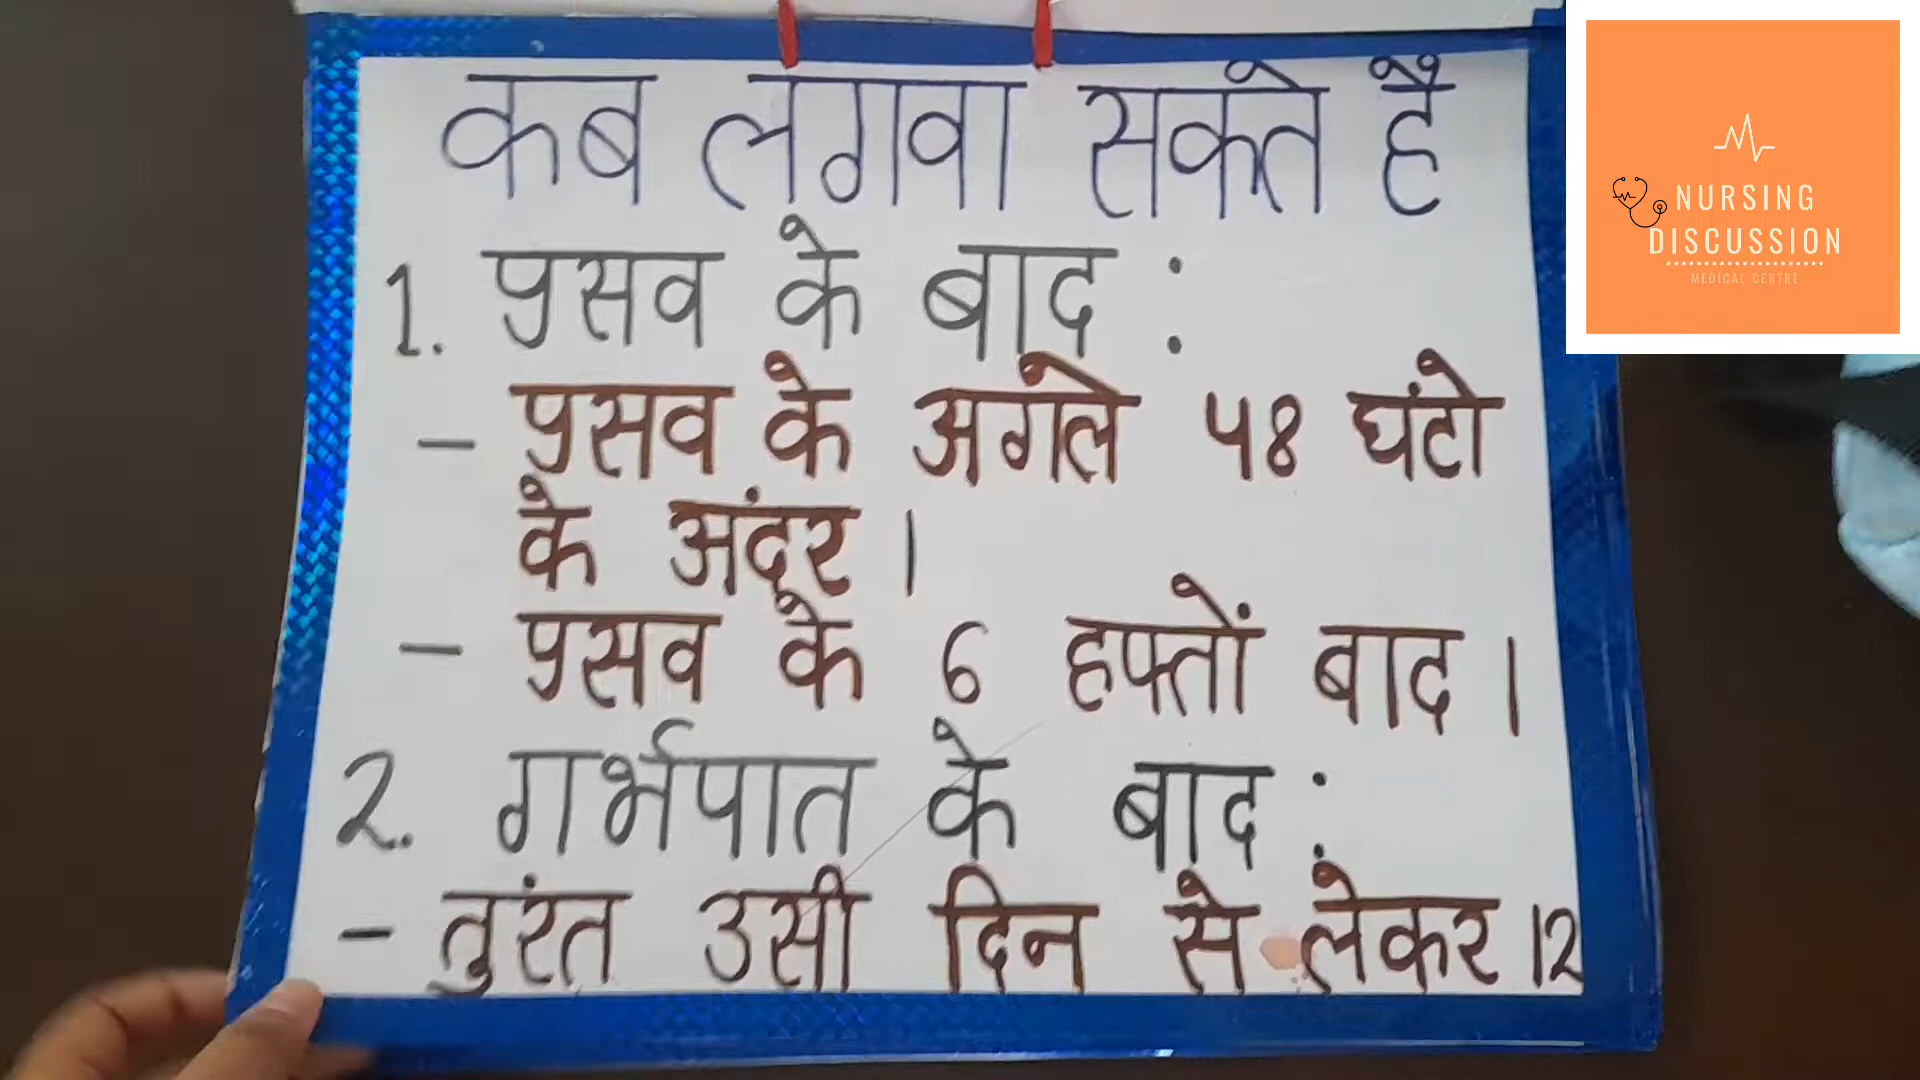 कब लगवा सकते हैं
1. प्रसव के बाद :
- प्रसव के अगले 48 घंटो
के अंदर ।
- प्रसव के 6 हफ्तों बाद ।
2. गर्भपात के बाद :
- तुरंत उसी दिन से लेकर 12
NURSING
DISCUSSION
MEDICAL CENTRE